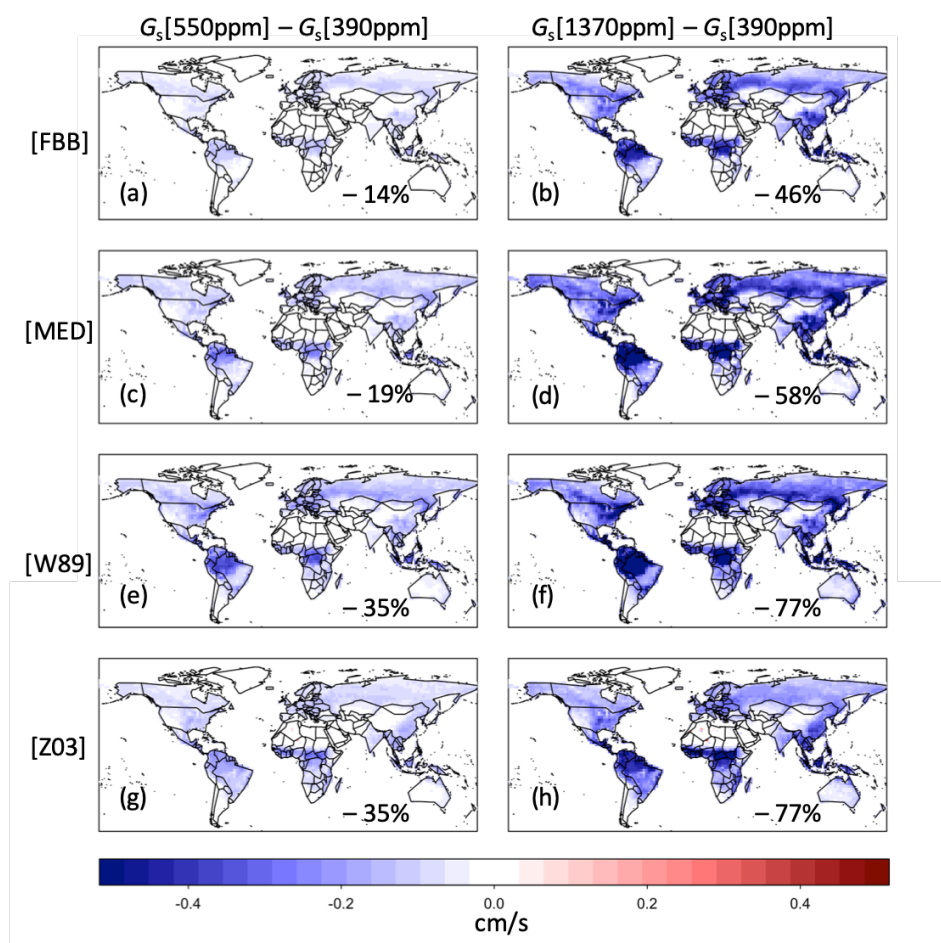 Gs[550ppm] – Gs[390ppm]
Gs[1370ppm] – Gs[390ppm]
[FBB]
(a)
– 14%
(b)
– 46%
[MED]
(c)
– 19%
(d)
– 58%
[W89]
(e)
– 35%
(f)
– 77%
[Z03]
(g)
– 35%
(h)
– 77%
-0.4 -0.2 0.0 0.2 0.4
cm/s